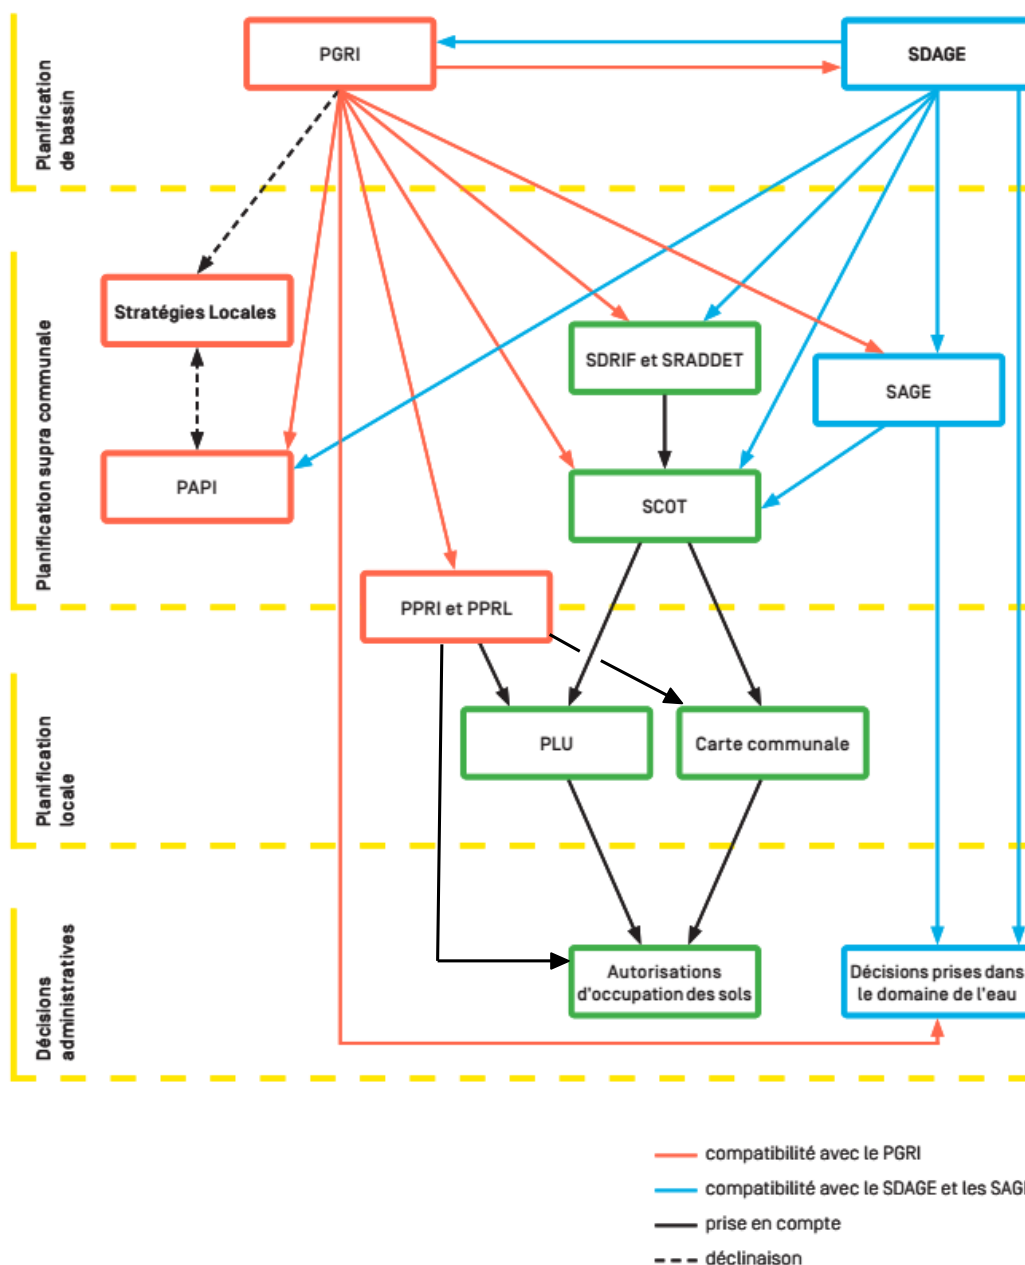 Planification
de bassin
PGRI
SDAGE
Planification supra communale
Stratégies Locales
SDRIF et SRADDET
SAGE
PAPI
SCOT
PPRI et PPRL
Planification
locale
PLU
Carte communale
Décisions
administratives
Autorisations
d'occupation des sols
Décisions prises dans
le domaine de l'eau
compatibilité avec le PGRI
compatibilité avec le SDAGE et les SAGE
prise en compte
déclinaison